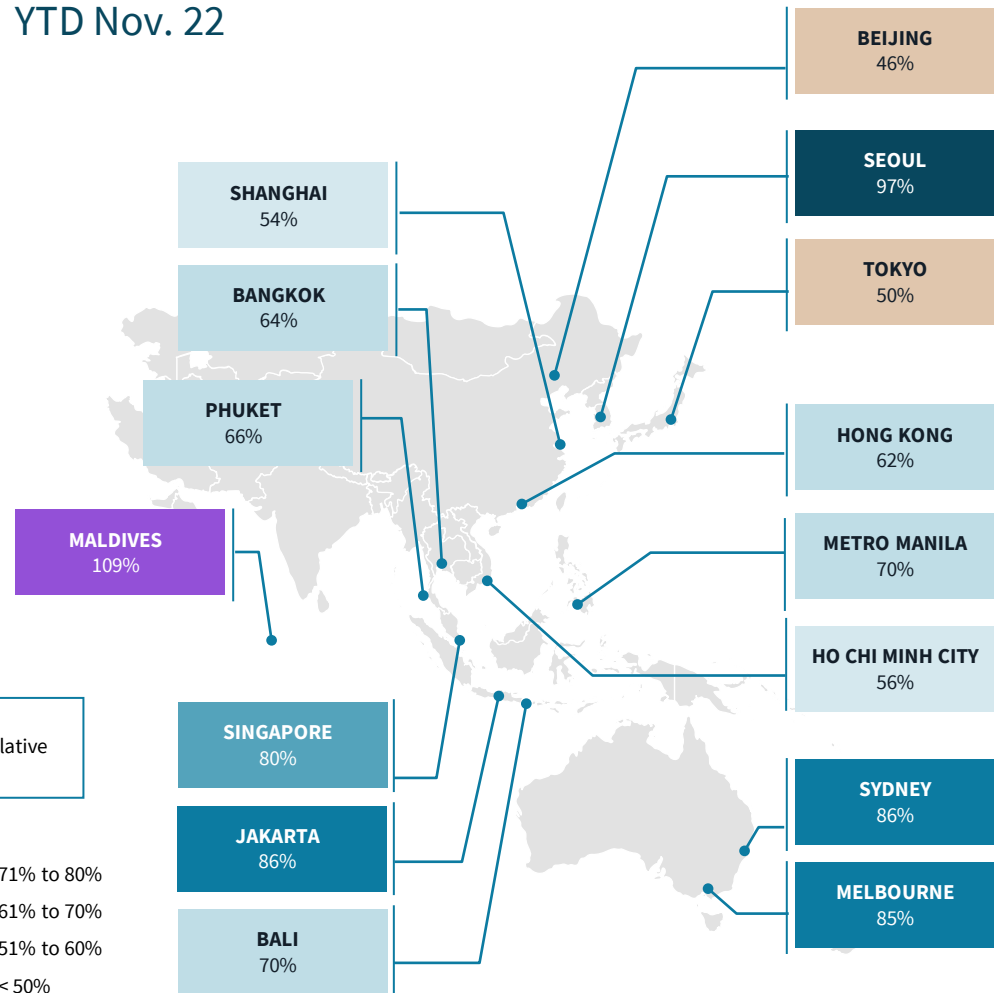 YTD Nov. 22
BEIJING
46%
SEOUL
97%
SHANGHAI
54%
TOKYO
50%
BANGKOK
64%
PHUKET
66%
HONG KONG
62%
MALDIVES
109%
METRO MANILA
70%
HO CHI MINH CITY
56%
SINGAPORE
80%
lative
SYDNEY
86%
JAKARTA
86%
MELBOURNE
85%
BALI
70%
71% to 80%
61% to 70%
51% to 60%
< 50%